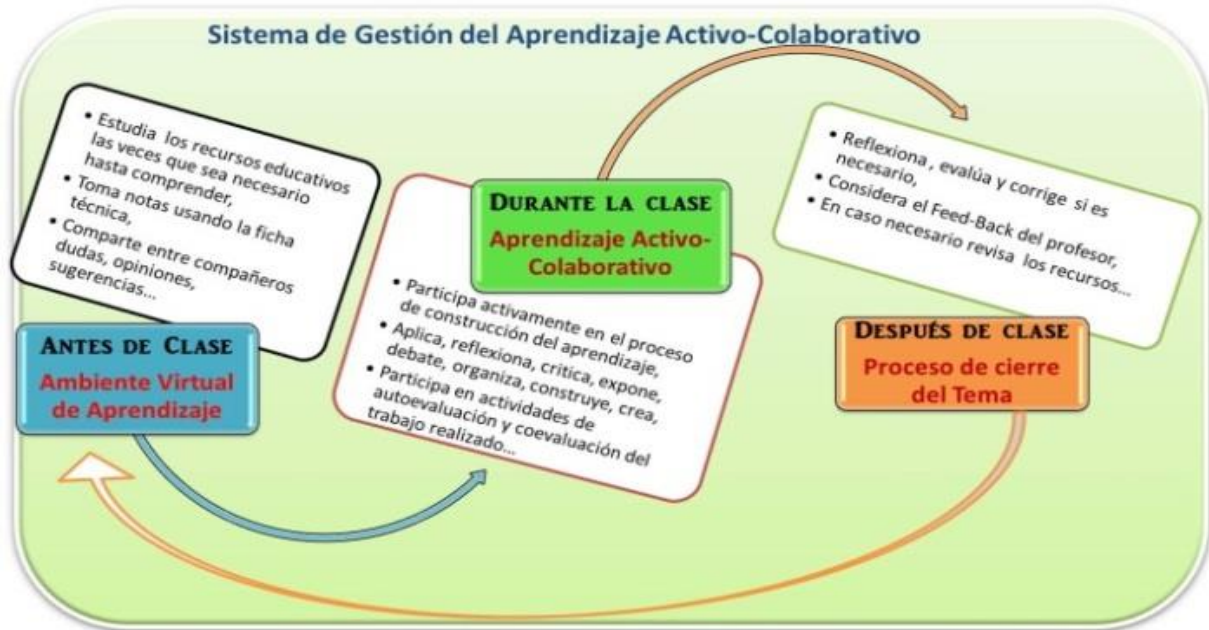 Sistema de Gestión del Aprendizaje Activo-Colaborativo
• Estudia los recursos educativos
las veces que sea necesario
hasta comprender,
• Toma notas usando la ficha
técnica,
• Comparte entre compañeros
dudas, opiniones,
sugerencias...
ANTES DE CLASE
Ambiente Virtual
de Aprendizaje
DURANTE LA CLASE
Aprendizaje Activo-
Colaborativo
• Participa activamente en el proceso
de construcción del aprendizaje,
• Aplica, reflexiona, critica, expone,
debate, organiza, construye, crea,
• Participa en actividades de
autoevaluación y coevaluación del
trabajo realizado...
• Reflexiona , evalúa y corrige si es
necesario,
• Considera el Feed-Back del profesor,
• En caso necesario revisa los recursos...
DESPUÉS DE CLASE
Proceso de cierre
del Tema